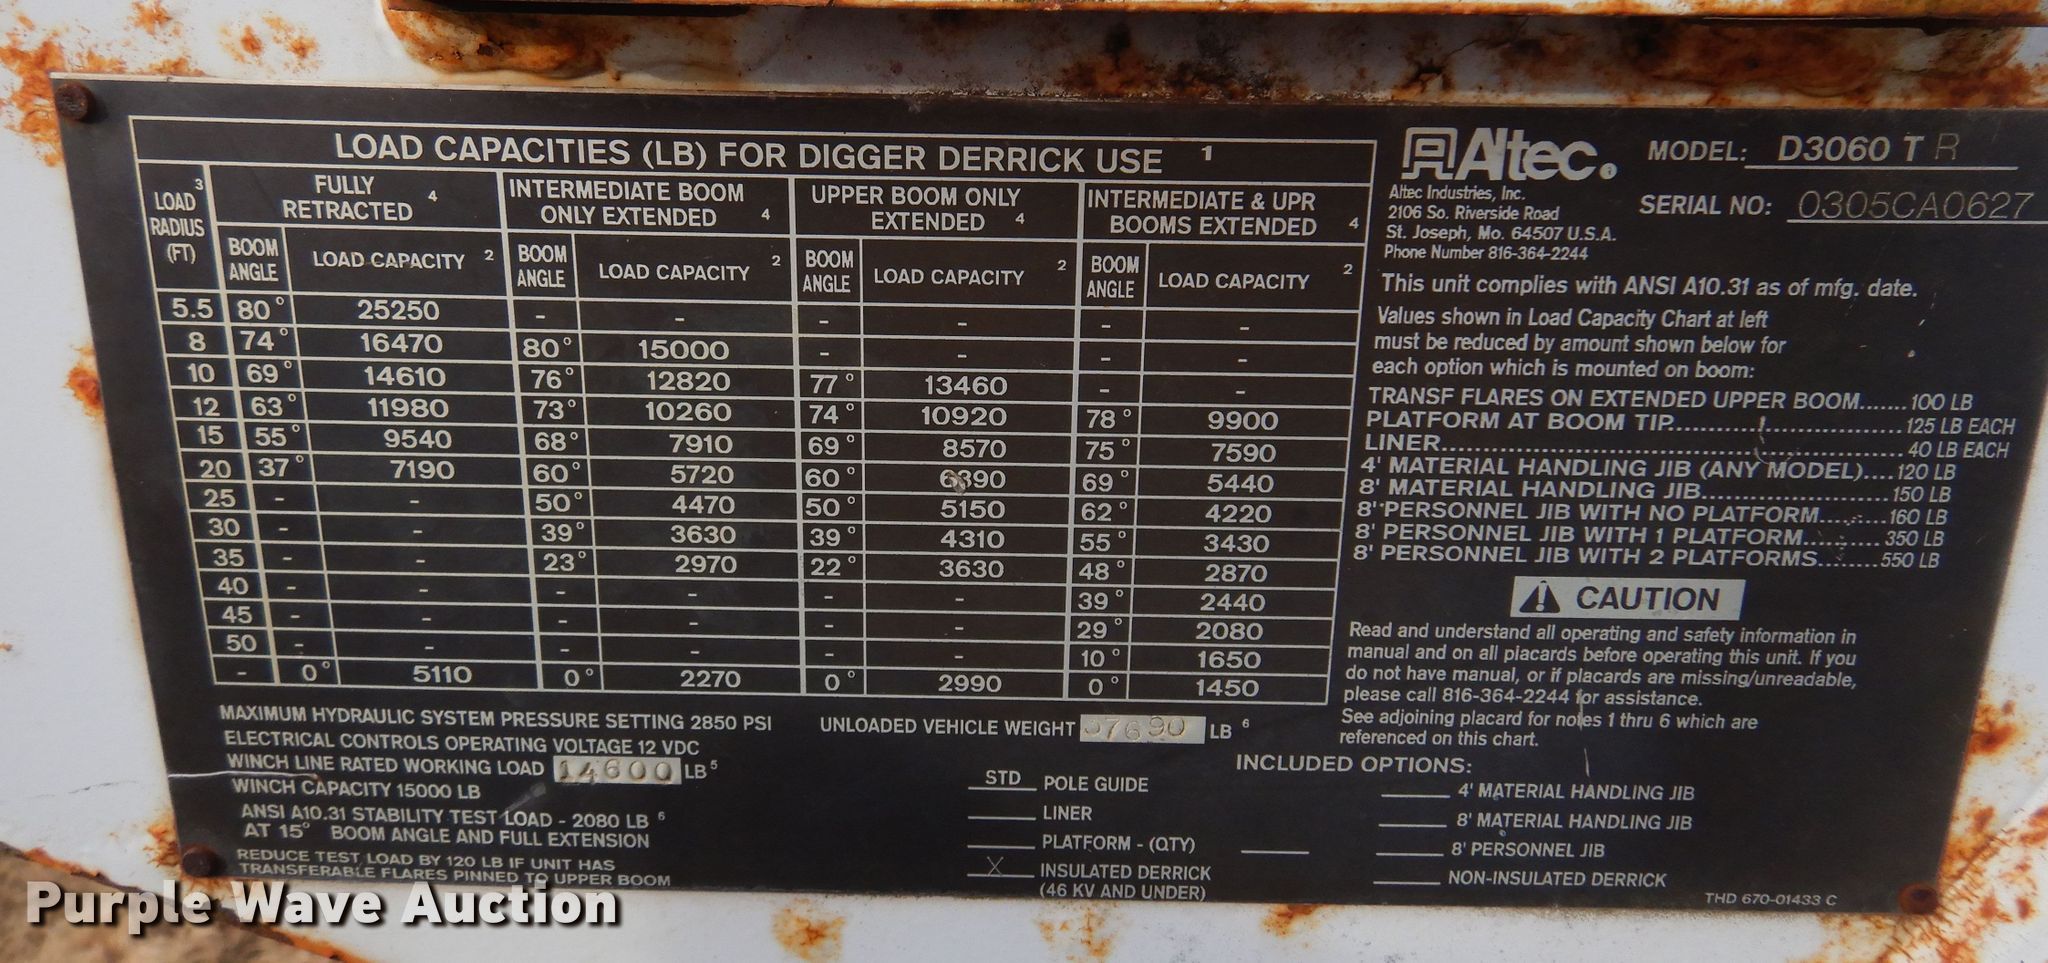 LOAD CAPACITIES (LB) FOR DIGGER DERRICK USE 1
LOAD 3 RADIUS (FT) | FULLY RETRACTED 4 | INTERMEDIATE BOOM ONLY EXTENDED 4 | UPPER BOOM ONLY EXTENDED 4 | INTERMEDIATE & UPR BOOMS EXTENDED 4
BOOM ANGLE | LOAD CAPACITY 2 | BOOM ANGLE | LOAD CAPACITY 2 | BOOM ANGLE | LOAD CAPACITY 2 | BOOM ANGLE | LOAD CAPACITY 2
5.5 80° 25250 - - - - - -
8 74° 16470 80° 15000 - - - -
10 69° 14610 76° 12820 77° 13460 - -
12 63° 11980 73° 10260 74° 10920 78° 9900
15 55° 9540 68° 7910 69° 8570 75° 7590
20 37° 7190 60° 5720 60° 6390 69° 5440
25 - - 50° 4470 50° 5150 62° 4220
30 - - 39° 3630 39° 4310 55° 3430
35 - - 23° 2970 22° 3630 48° 2870
40 - - - - - - 39° 2440
45 - - - - - - 29° 2080
50 - - - - - - 10° 1650
- 0° 5110 0° 2270 0° 2990 0° 1450
MAXIMUM HYDRAULIC SYSTEM PRESSURE SETTING 2850 PSI
ELECTRICAL CONTROLS OPERATING VOLTAGE 12 VDC
WINCH LINE RATED WORKING LOAD 14600 LB 5
WINCH CAPACITY 15000 LB
ANSI A10.31 STABILITY TEST LOAD - 2080 LB 6
AT 15° BOOM ANGLE AND FULL EXTENSION
REDUCE TEST LOAD BY 120 LB IF UNIT HAS
TRANSFERABLE FLARES PINNED TO UPPER BOOM
UNLOADED VEHICLE WEIGHT LB 6
INCLUDED OPTIONS:
STD POLE GUIDE
LINER
PLATFORM - (QTY)
X INSULATED DERRICK
(46 KV AND UNDER)
4' MATERIAL HANDLING JIB
8' MATERIAL HANDLING JIB
8' PERSONNEL JIB
NON-INSULATED DERRICK
THD 670-01433 C
Altec.
MODEL: D3060 T R
SERIAL NO: 0305CA0627
Altec Industries, Inc.
2106 So. Riverside Road
St. Joseph, Mo. 64507 U.S.A.
Phone Number 816-364-2244
This unit complies with ANSI A10.31 as of mfg. date.
Values shown in Load Capacity Chart at left
must be reduced by amount shown below for
each option which is mounted on boom:
TRANSF FLARES ON EXTENDED UPPER BOOM.......100 LB
PLATFORM AT BOOM TIP.................................125 LB EACH
LINER..................................................................40 LB EACH
4' MATERIAL HANDLING JIB (ANY MODEL)....120 LB
8' MATERIAL HANDLING JIB...........................150 LB
8' PERSONNEL JIB WITH NO PLATFORM.........160 LB
8' PERSONNEL JIB WITH 1 PLATFORM...........350 LB
8' PERSONNEL JIB WITH 2 PLATFORMS.........550 LB
CAUTION
Read and understand all operating and safety information in
manual and on all placards before operating this unit. If you
do not have manual, or if placards are missing/unreadable,
please call 816-364-2244 for assistance.
See adjoining placard for notes 1 thru 6 which are
referenced on this chart.
Purple Wave Auction